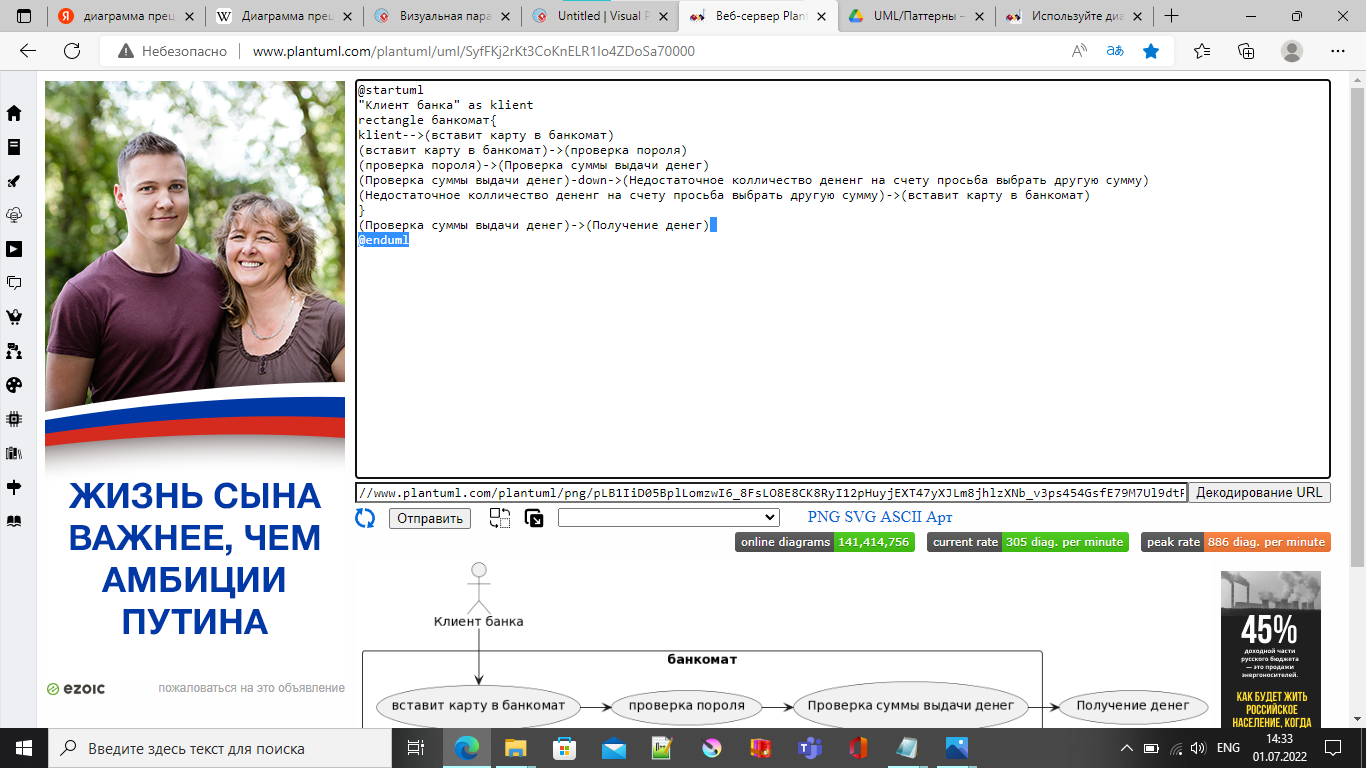 диаграмма прец
Диаграмма прец
Визуальная пара
Untitled | Visual P
Веб-сервер Plant
UML/Паттерны -
Используйте диа
Небезопасно
www.plantuml.com/plantuml/uml/SyfFKj2rKt3CoKnELR1Io4ZDoSa70000
@startuml
"Клиент банка" as klient
rectangle банкомат{
klient-->(вставит карту в банкомат)
(вставит карту в банкомат)->(проверка пороля)
(проверка пороля)->(Проверка суммы выдачи денег)
(Проверка суммы выдачи денег)-down->(Недостаточное колличество дененг на счету просьба выбрать другую сумму)
(Недостаточное колличество дененг на счету просьба выбрать другую сумму)->(вставит карту в банкомат)
}
(Проверка суммы выдачи денег)->(Получение денег)
@enduml
ЖИЗНЬ СЫНА
ВАЖНЕЕ, ЧЕМ
АМБИЦИИ
ПУТИНА
ezoic
пожаловаться на это объявление
//www.plantuml.com/plantuml/png/pLB1IiD05BplLomzwI6_8FsLO8E8CK8RyI12pHuyjEXT47yXJLm8jhlzXNb_v3ps454GsfE79M7Ul9dtF
Декодирование URL
Отправить
PNG SVG ASCII Арт
online diagrams 141,414,756
current rate 305 diag. per minute
peak rate 886 diag. per minute
Клиент банка
банкомат
вставит карту в банкомат
проверка пороля
Проверка суммы выдачи денег
Получение денег
45%
доходной части
русского бюджета
— это продажи
энергоносителей.
КАК БУДЕТ ЖИТЬ
РОССИЙСКОЕ
НАСЕЛЕНИЕ, КОГДА
Введите здесь текст для поиска
ENG
14:33
01.07.2022